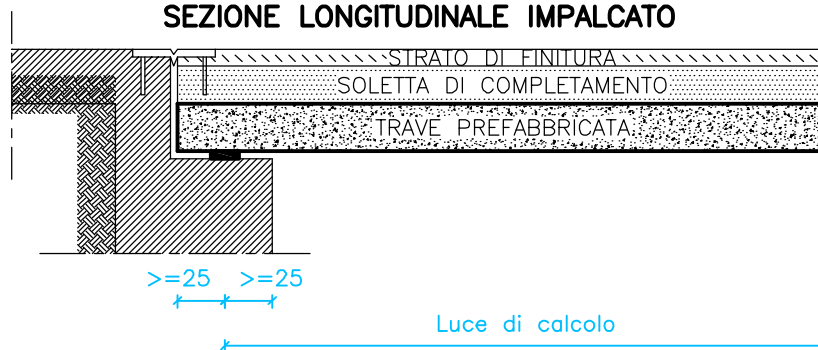 SEZIONE LONGITUDINALE IMPALCATO
STRATO DI FINITURA
SOLETTA DI COMPLETAMENTO
TRAVE PREFABBRICATA
>=25 >=25
Luce di calcolo